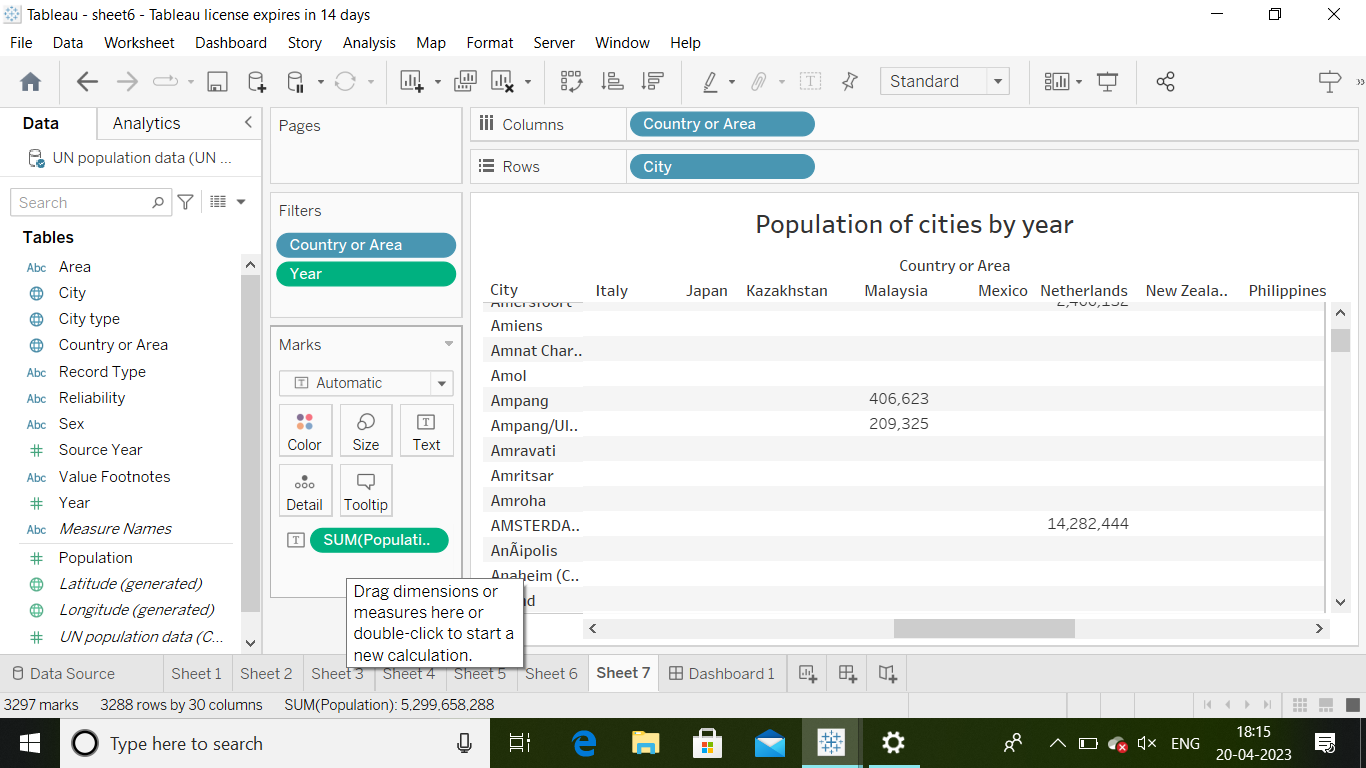 Tableau - sheet6 - Tableau license expires in 14 days
File Data Worksheet Dashboard Story Analysis Map Format Server Window Help
Standard
Data Analytics
UN population data (UN ...
Search
Tables
Abc Area
City
City type
Country or Area
Abc Record Type
Abc Reliability
Abc Sex
Source Year
Abc Value Footnotes
Year
Abc Measure Names
Population
Latitude (generated)
Longitude (generated)
UN population data (C...
Pages
Filters
Country or Area
Year
Marks
Automatic
Color Size Text
Detail Tooltip
SUM(Populati..
Drag dimensions or
measures here or
double-click to start a
new calculation.
Columns Country or Area
Rows City
Population of cities by year
Country or Area
City Italy Japan Kazakhstan Malaysia Mexico Netherlands New Zeala.. Philippines
Amersfoort
Amiens
Amnat Char..
Amol
Ampang 406,623
Ampang/Ul.. 209,325
Amravati
Amritsar
Amroha
AMSTERDA.. 14,282,444
AnÃipolis
Anaheim (C..
Data Source Sheet 1 Sheet 2 Sheet 3 Sheet 4 Sheet 5 Sheet 6 Sheet 7 Dashboard 1
3297 marks 3288 rows by 30 columns SUM(Population): 5,299,658,288
Type here to search
ENG
18:15
20-04-2023